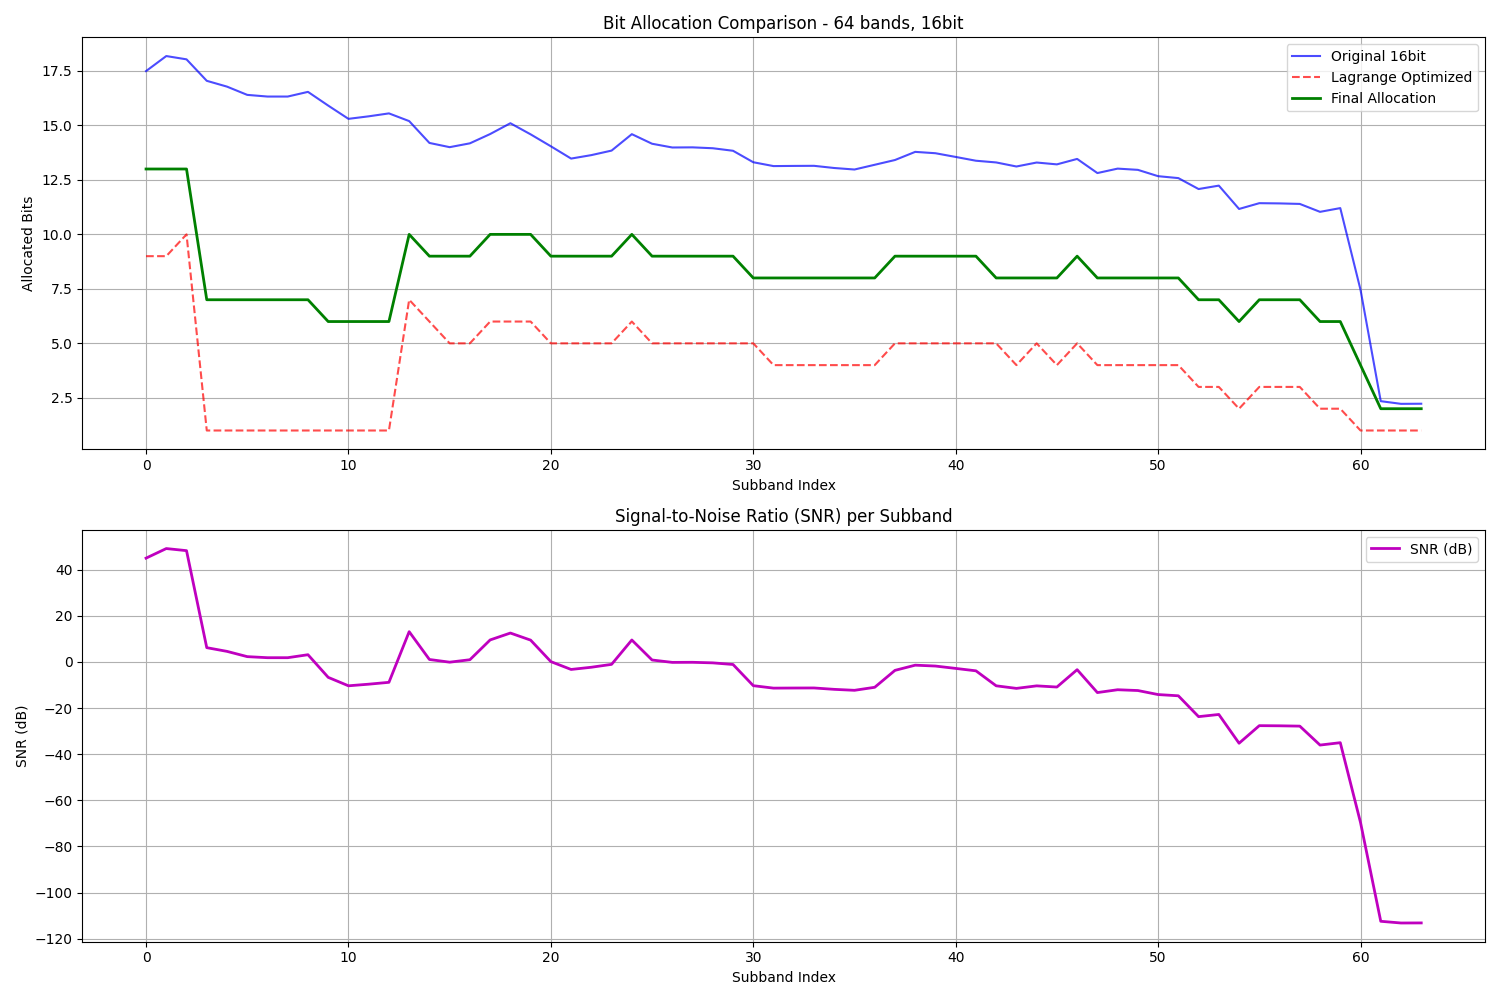 Bit Allocation Comparison - 64 bands, 16bit
Allocated Bits
17.5
15.0
12.5
10.0
7.5
5.0
2.5
Original 16bit
Lagrange Optimized
Final Allocation
0 10 20 30 40 50 60
Subband Index
Signal-to-Noise Ratio (SNR) per Subband
SNR (dB)
40
20
0
−20
−40
−60
−80
−100
−120
SNR (dB)
0 10 20 30 40 50 60
Subband Index